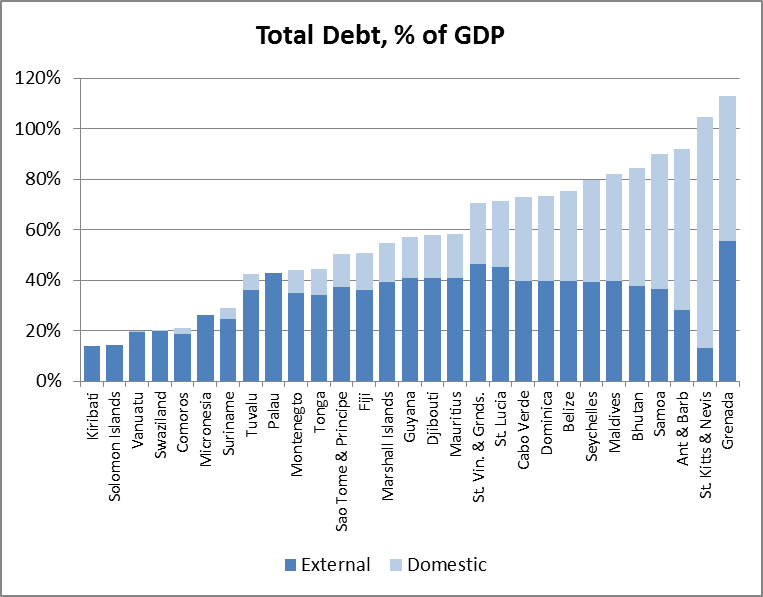 Total Debt, % of GDP
120%
100%
80%
60%
40%
20%
0%
Kiribati
Solomon Islands
Vanuatu
Swaziland
Comoros
Micronesia
Suriname
Tuvalu
Palau
Montenegto
Tonga
Sao Tome & Principe
Fiji
Marshall Islands
Guyana
Djibouti
Mauritius
St. Vin. & Grnds.
St. Lucia
Cabo Verde
Dominica
Belize
Seychelles
Maldives
Bhutan
Samoa
Ant & Barb
St. Kitts & Nevis
Grenada
External Domestic